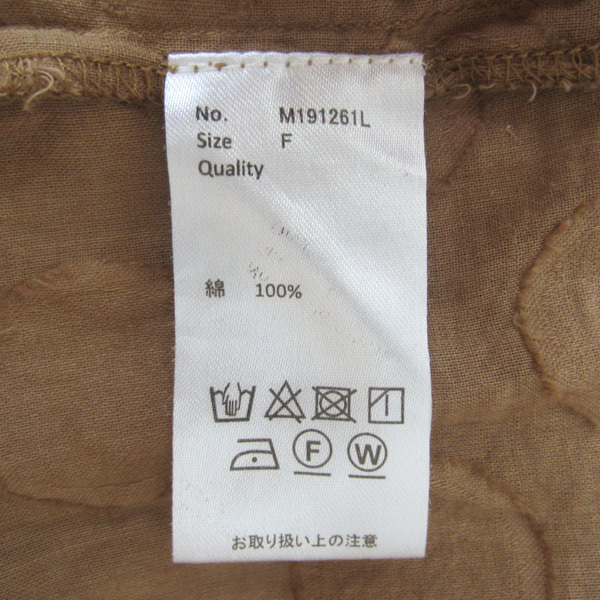 No. M191261L
Size F
Quality
綿 100%
F W
お取り扱い上の注意